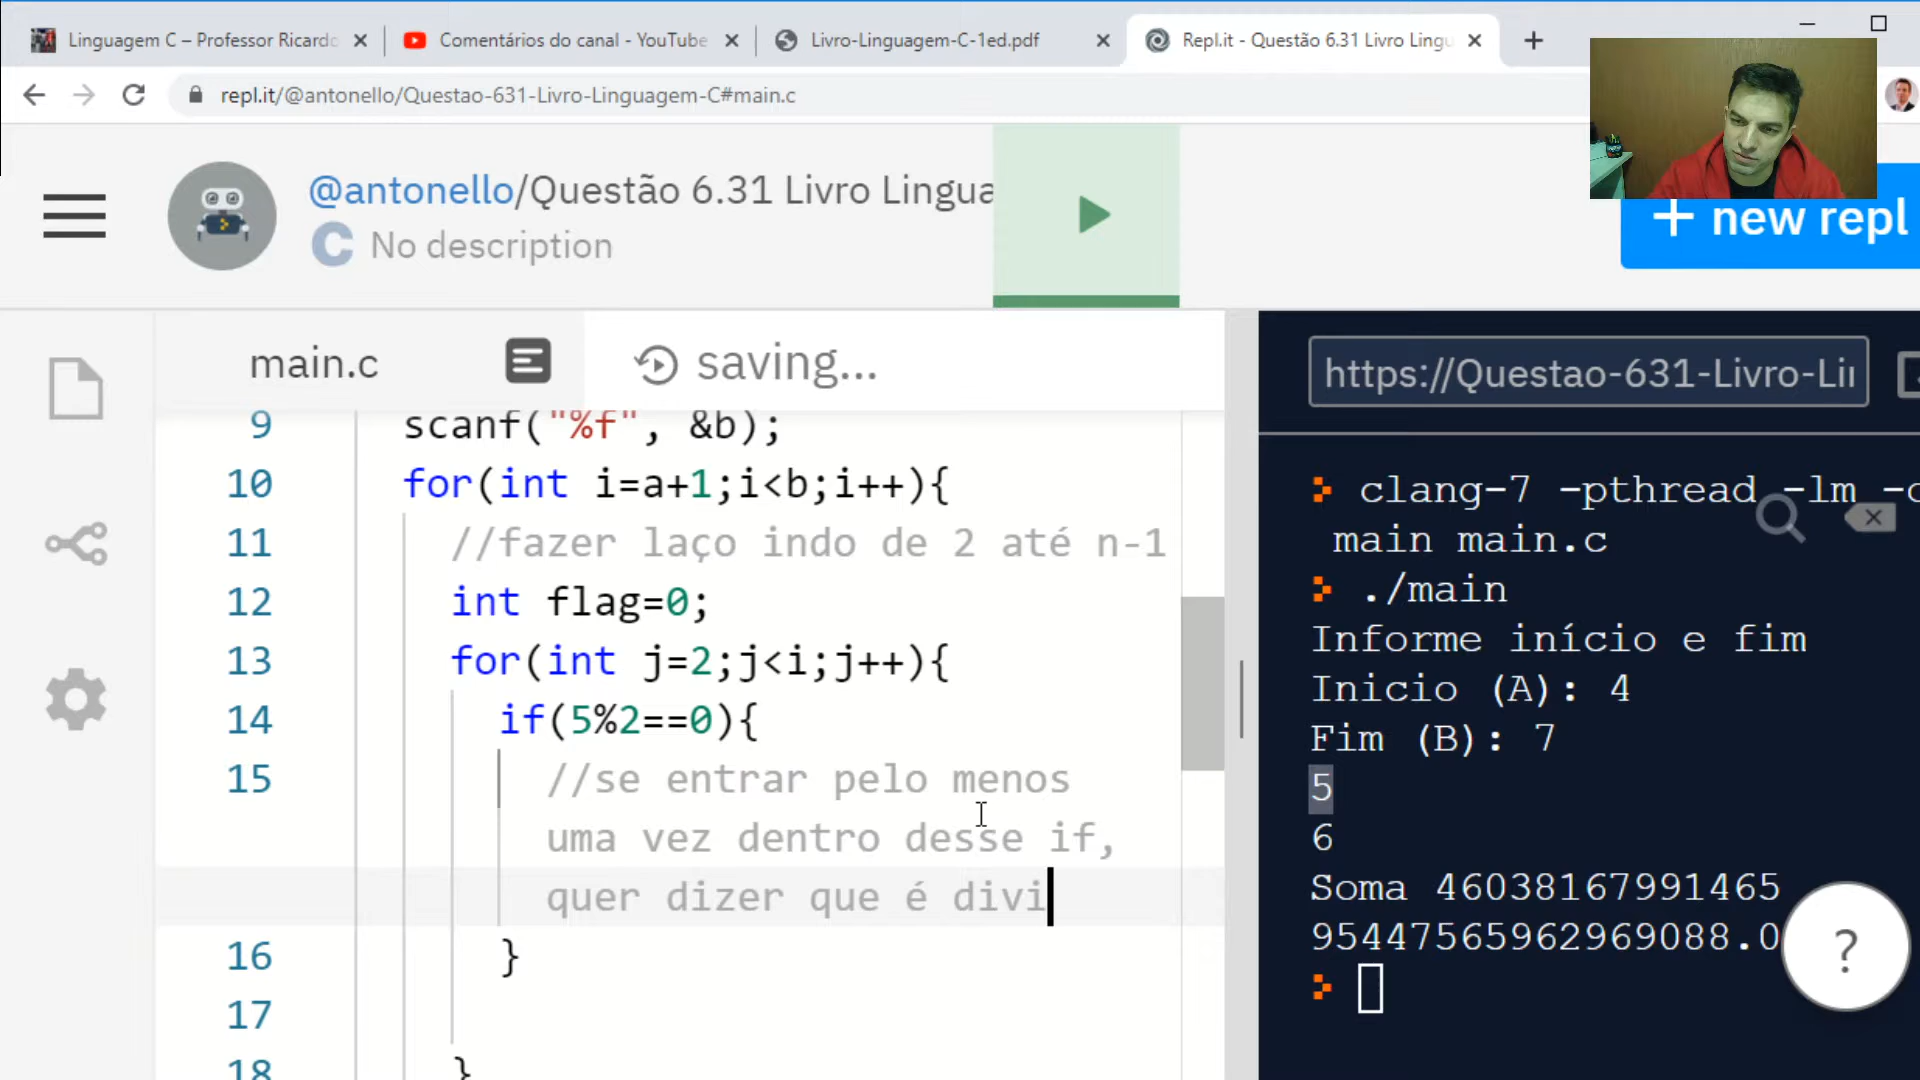 Linguagem C – Professor Ricardo
Comentários do canal - YouTube
Livro-Linguagem-C-1ed.pdf
Repl.it - Questão 6.31 Livro Lingu
repl.it/@antonello/Questao-631-Livro-Linguagem-C#main.c
@antonello/Questão 6.31 Livro Lingua
C No description
+ new repl
main.c
saving...
https://Questao-631-Livro-Li
9 scanf("%f", &b);
10 for(int i=a+1;i<b;i++){
11 //fazer laço indo de 2 até n-1
12 int flag=0;
13 for(int j=2;j<i;j++){
14 if(5%2==0){
15 //se entrar pelo menos
uma vez dentro desse if,
quer dizer que é divi
16 }
17
18 }
clang-7 -pthread -lm -o
main main.c
./main
Informe início e fim
Inicio (A): 4
Fim (B): 7
5
6
Soma 46038167991465
95447565962969088.0
?